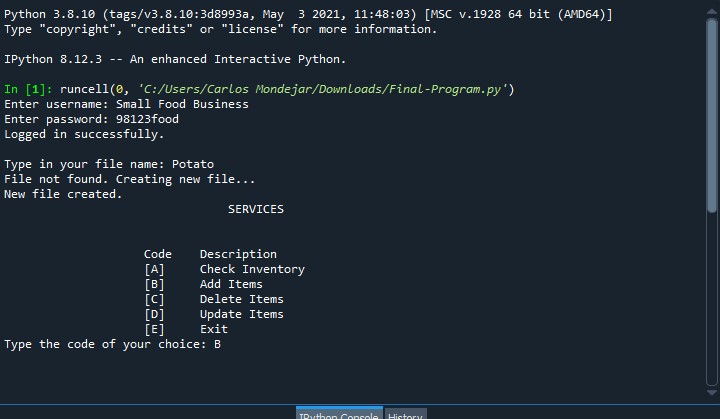 Python 3.8.10 (tags/v3.8.10:3d8993a, May  3 2021, 11:48:03) [MSC v.1928 64 bit (AMD64)]
Type "copyright", "credits" or "license" for more information.
IPython 8.12.3 -- An enhanced Interactive Python.
In [1]: runcell(0, 'C:/Users/Carlos Mondejar/Downloads/Final-Program.py')
Enter username: Small Food Business
Enter password: 98123food
Logged in successfully.
Type in your file name: Potato
File not found. Creating new file...
New file created.
SERVICES
Code    Description
[A]     Check Inventory
[B]     Add Items
[C]     Delete Items
[D]     Update Items
[E]     Exit
Type the code of your choice: B
IPython Console  History